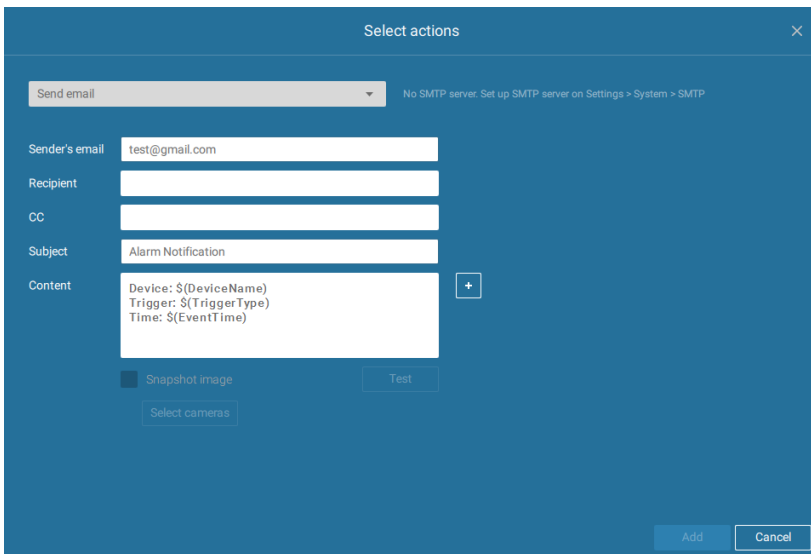 Select actions
Send email
No SMTP server. Set up SMTP server on Settings > System > SMTP
Sender's email test@gmail.com
Recipient
CC
Subject Alarm Notification
Content Device: $(DeviceName)
Trigger: $(TriggerType)
Time: $(EventTime)
+
Snapshot image Test
Select cameras
Add Cancel